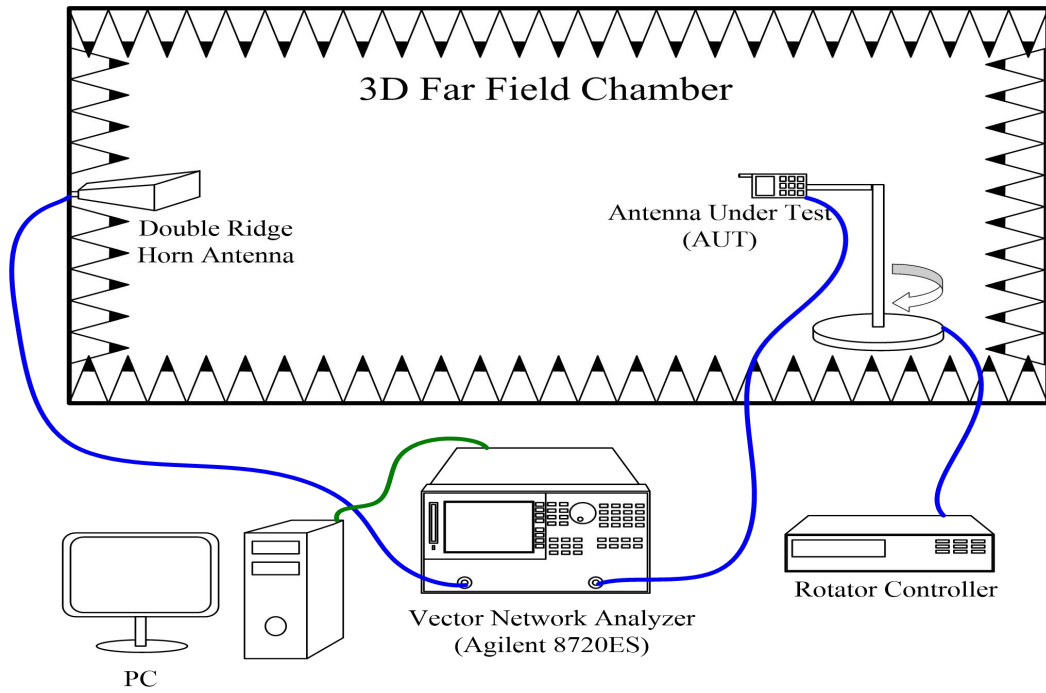 3D Far Field Chamber
Double Ridge
Horn Antenna
Antenna Under Test
(AUT)
Rotator Controller
Vector Network Analyzer
(Agilent 8720ES)
PC